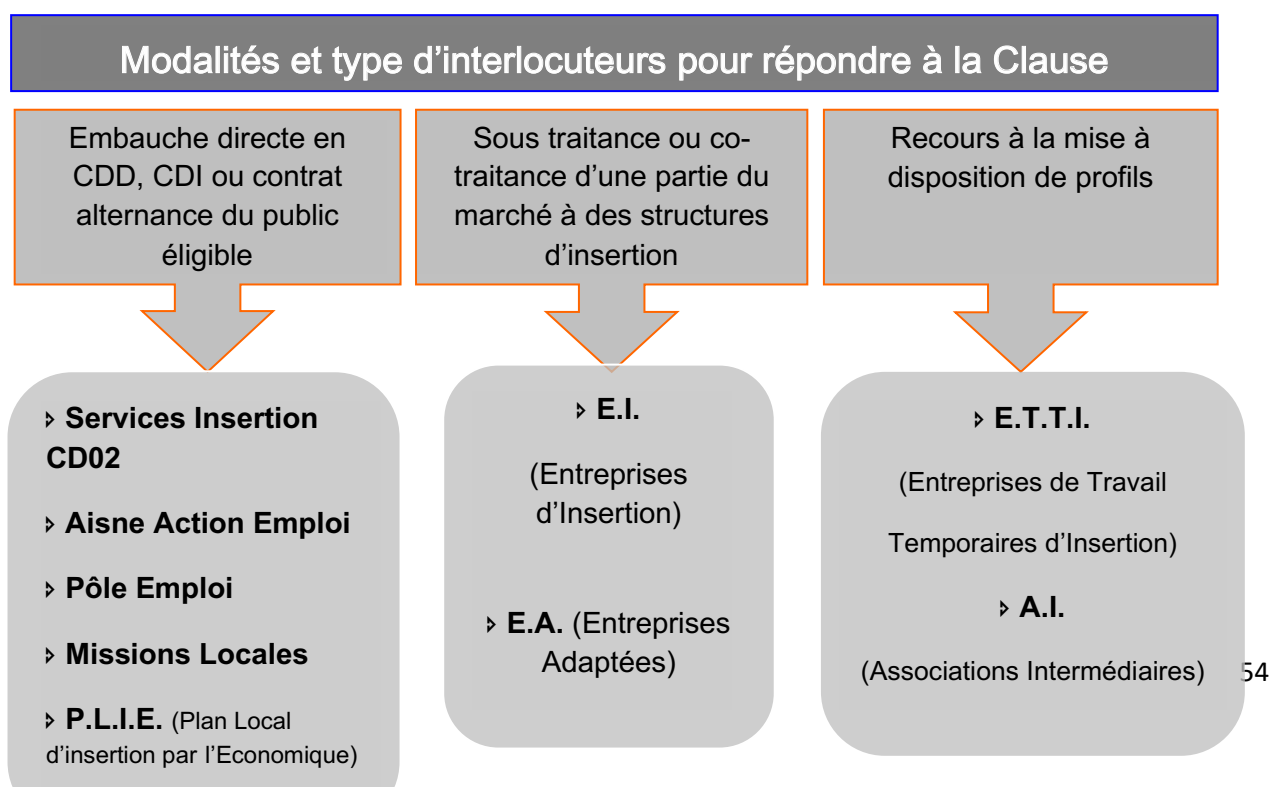 Modalités et type d'interlocuteurs pour répondre à la Clause
Embauche directe en
CDD, CDI ou contrat
alternance du public
éligible
Sous traitance ou co-
traitance d'une partie du
marché à des structures
d'insertion
Recours à la mise à
disposition de profils
▹ Services Insertion
CD02
▹ Aisne Action Emploi
▹ Pôle Emploi
▹ Missions Locales
▹ P.L.I.E. (Plan Local
d'insertion par l'Economique)
▹ E.I.
(Entreprises
d'Insertion)
▹ E.A. (Entreprises
Adaptées)
▹ E.T.T.I.
(Entreprises de Travail
Temporaires d'Insertion)
▹ A.I.
(Associations Intermédiaires)
54